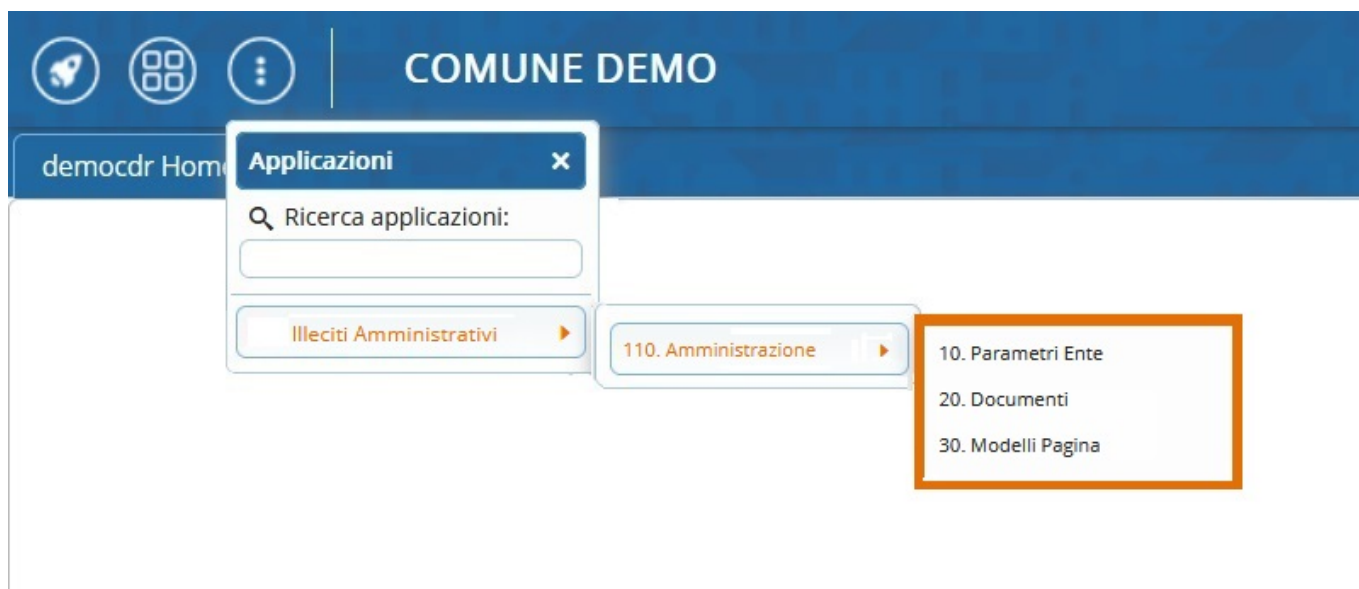 COMUNE DEMO
democdr Home
Applicazioni
Ricerca applicazioni:
Illeciti Amministrativi
110. Amministrazione
10. Parametri Ente
20. Documenti
30. Modelli Pagina